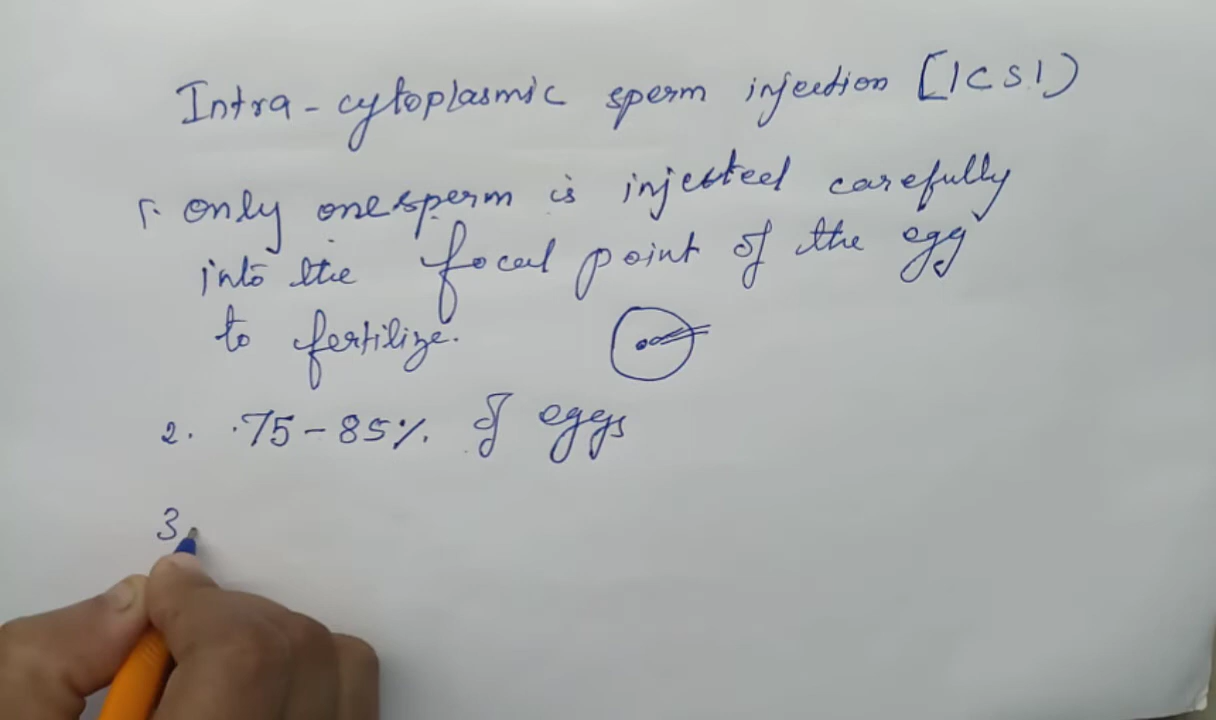 Intra-cytoplasmic sperm injection [ICSI)
1. Only one sperm is injected carefully
into the focal point of the egg
to fertilize.
2. .75-85% of eggs
3.